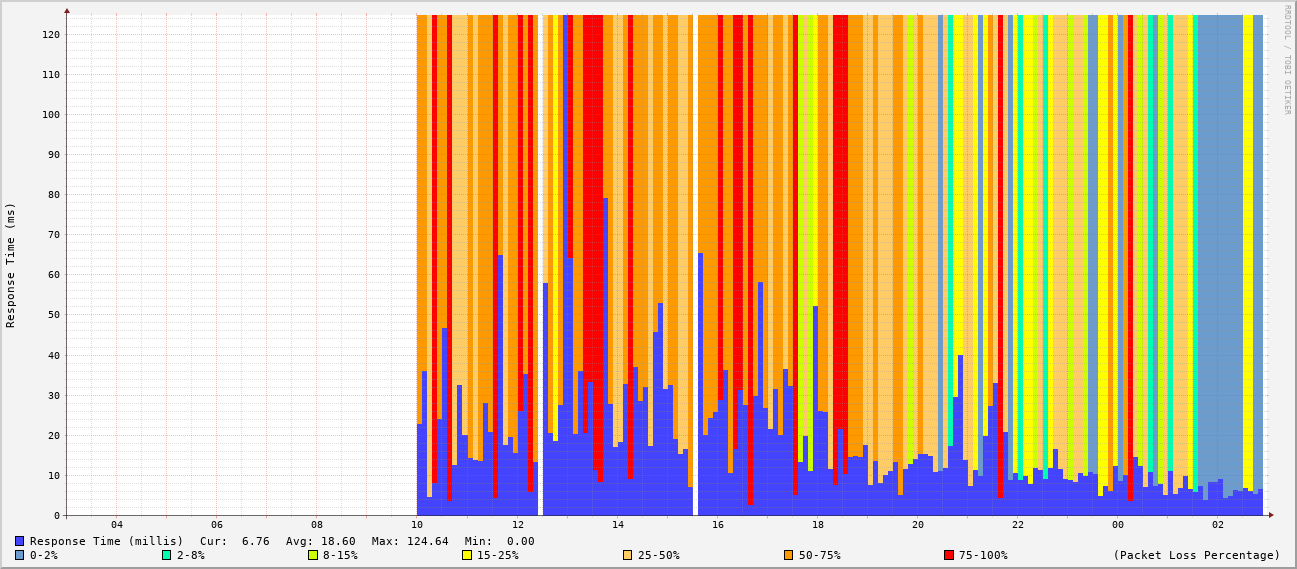 RRDTOOL / TOBI OETIKER
Response Time (ms)
120
110
100
90
80
70
60
50
40
30
20
10
0
04 06 08 10 12 14 16 18 20 22 00 02
Response Time (millis) Cur: 6.76 Avg: 18.60 Max: 124.64 Min: 0.00
0-2% 2-8% 8-15% 15-25% 25-50% 50-75% 75-100% (Packet Loss Percentage)